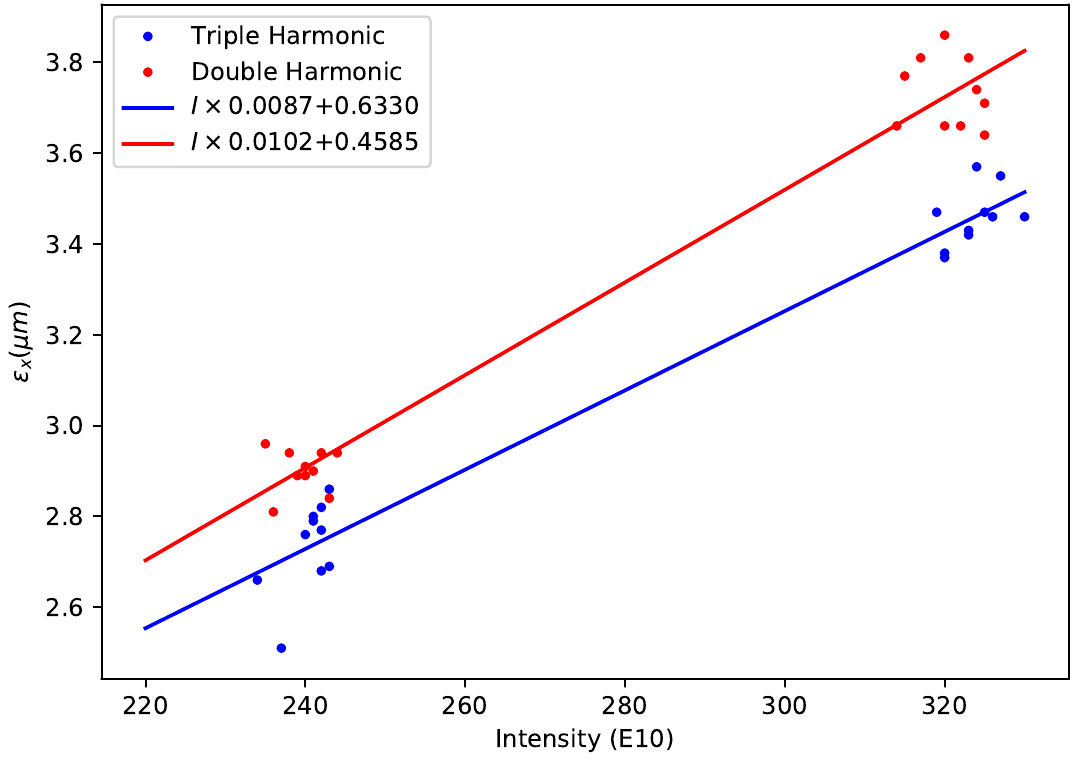 Triple Harmonic
Double Harmonic
I × 0.0087+0.6330
I × 0.0102+0.4585
3.8
3.6
3.4
3.2
3.0
2.8
2.6
εₓ(μm)
220 240 260 280 300 320
Intensity (E10)